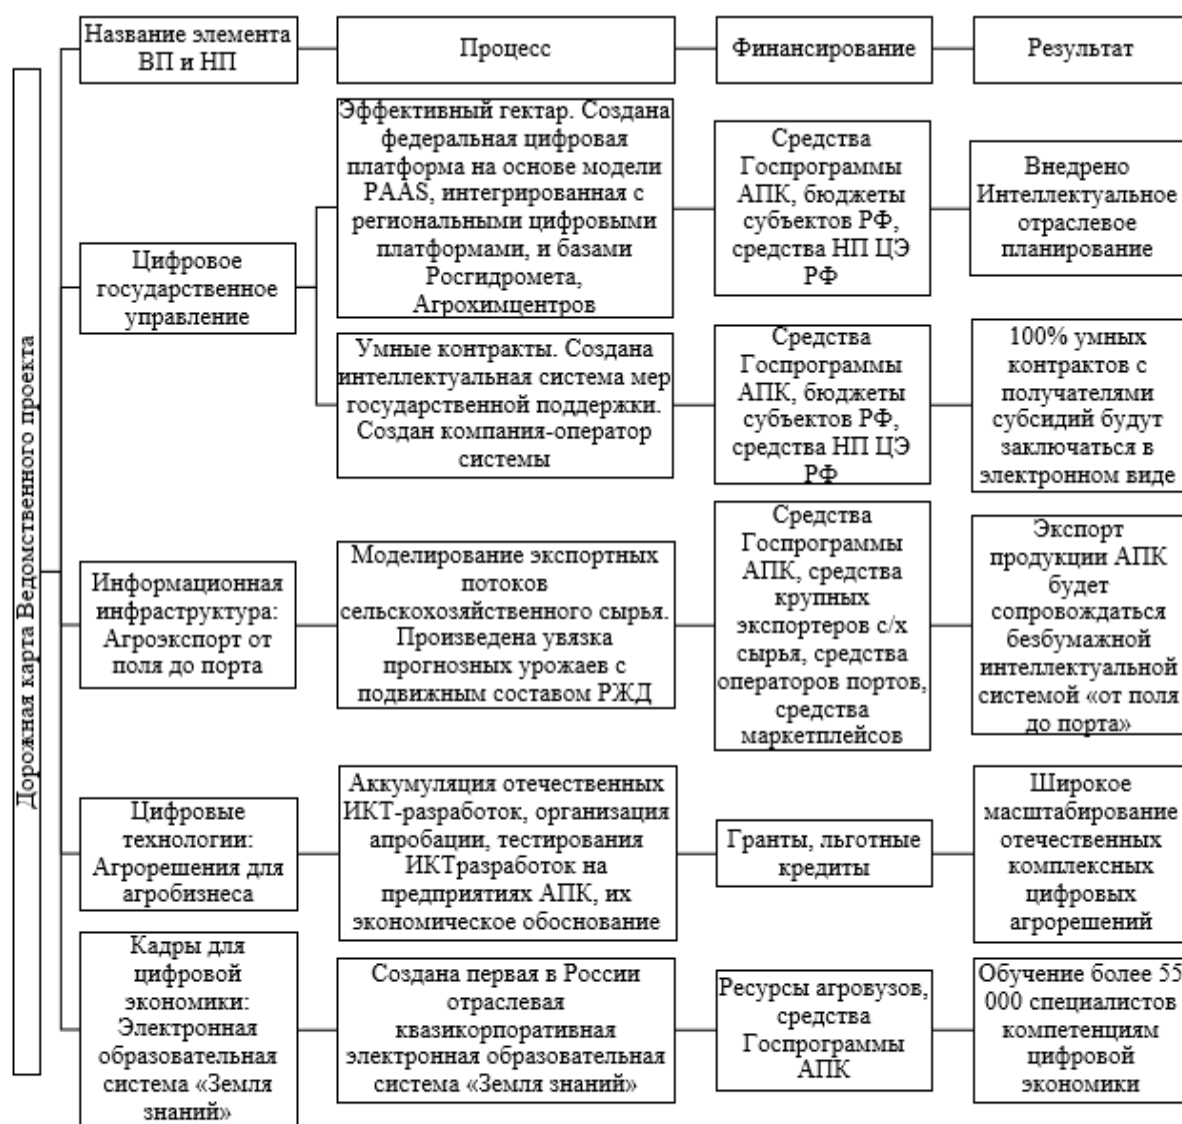 Дорожная карта Ведомственного проекта
Название элемента
ВП и НП
Процесс
Финансирование
Результат
Цифровое
государственное
управление
Эффективный гектар. Создана
федеральная цифровая
платформа на основе модели
PAAS, интегрированная с
региональными цифровыми
платформами, и базами
Росгидромета,
Агрохимцентров
Средства
Госпрограммы
АПК, бюджеты
субъектов РФ,
средства НП ЦЭ
РФ
Внедрено
Интеллектуальное
отраслевое
планирование
Умные контракты. Создана
интеллектуальная система мер
государственной поддержки.
Создан компания-оператор
системы
Средства
Госпрограммы
АПК, бюджеты
субъектов РФ,
средства НП ЦЭ
РФ
100% умных
контрактов с
получателями
субсидий будут
заключаться в
электронном виде
Информационная
инфраструктура:
Агроэкспорт от
поля до порта
Моделирование экспортных
потоков
сельскохозяйственного сырья.
Произведена увязка
прогнозных урожаев с
подвижным составом РЖД
Средства
Госпрограммы
АПК, средства
крупных
экспортеров с/х
сырья, средства
операторов портов,
средства
маркетплейсов
Экспорт
продукции АПК
будет
сопровождаться
безбумажной
интеллектуальной
системой «от поля
до порта»
Цифровые
технологии:
Агрорешения для
агробизнеса
Аккумуляция отечественных
ИКТ-разработок, организация
апробации, тестирования
ИКТразработок на
предприятиях АПК, их
экономическое обоснование
Гранты, льготные
кредиты
Широкое
масштабирование
отечественных
комплексных
цифровых
агрорешений
Кадры для
цифровой
экономики:
Электронная
образовательная
система «Земля
знаний»
Создана первая в России
отраслевая
квазикорпоративная
электронная образовательная
система «Земля знаний»
Ресурсы агровузов,
средства
Госпрограммы
АПК
Обучение более 55
000 специалистов
компетенциям
цифровой
экономики